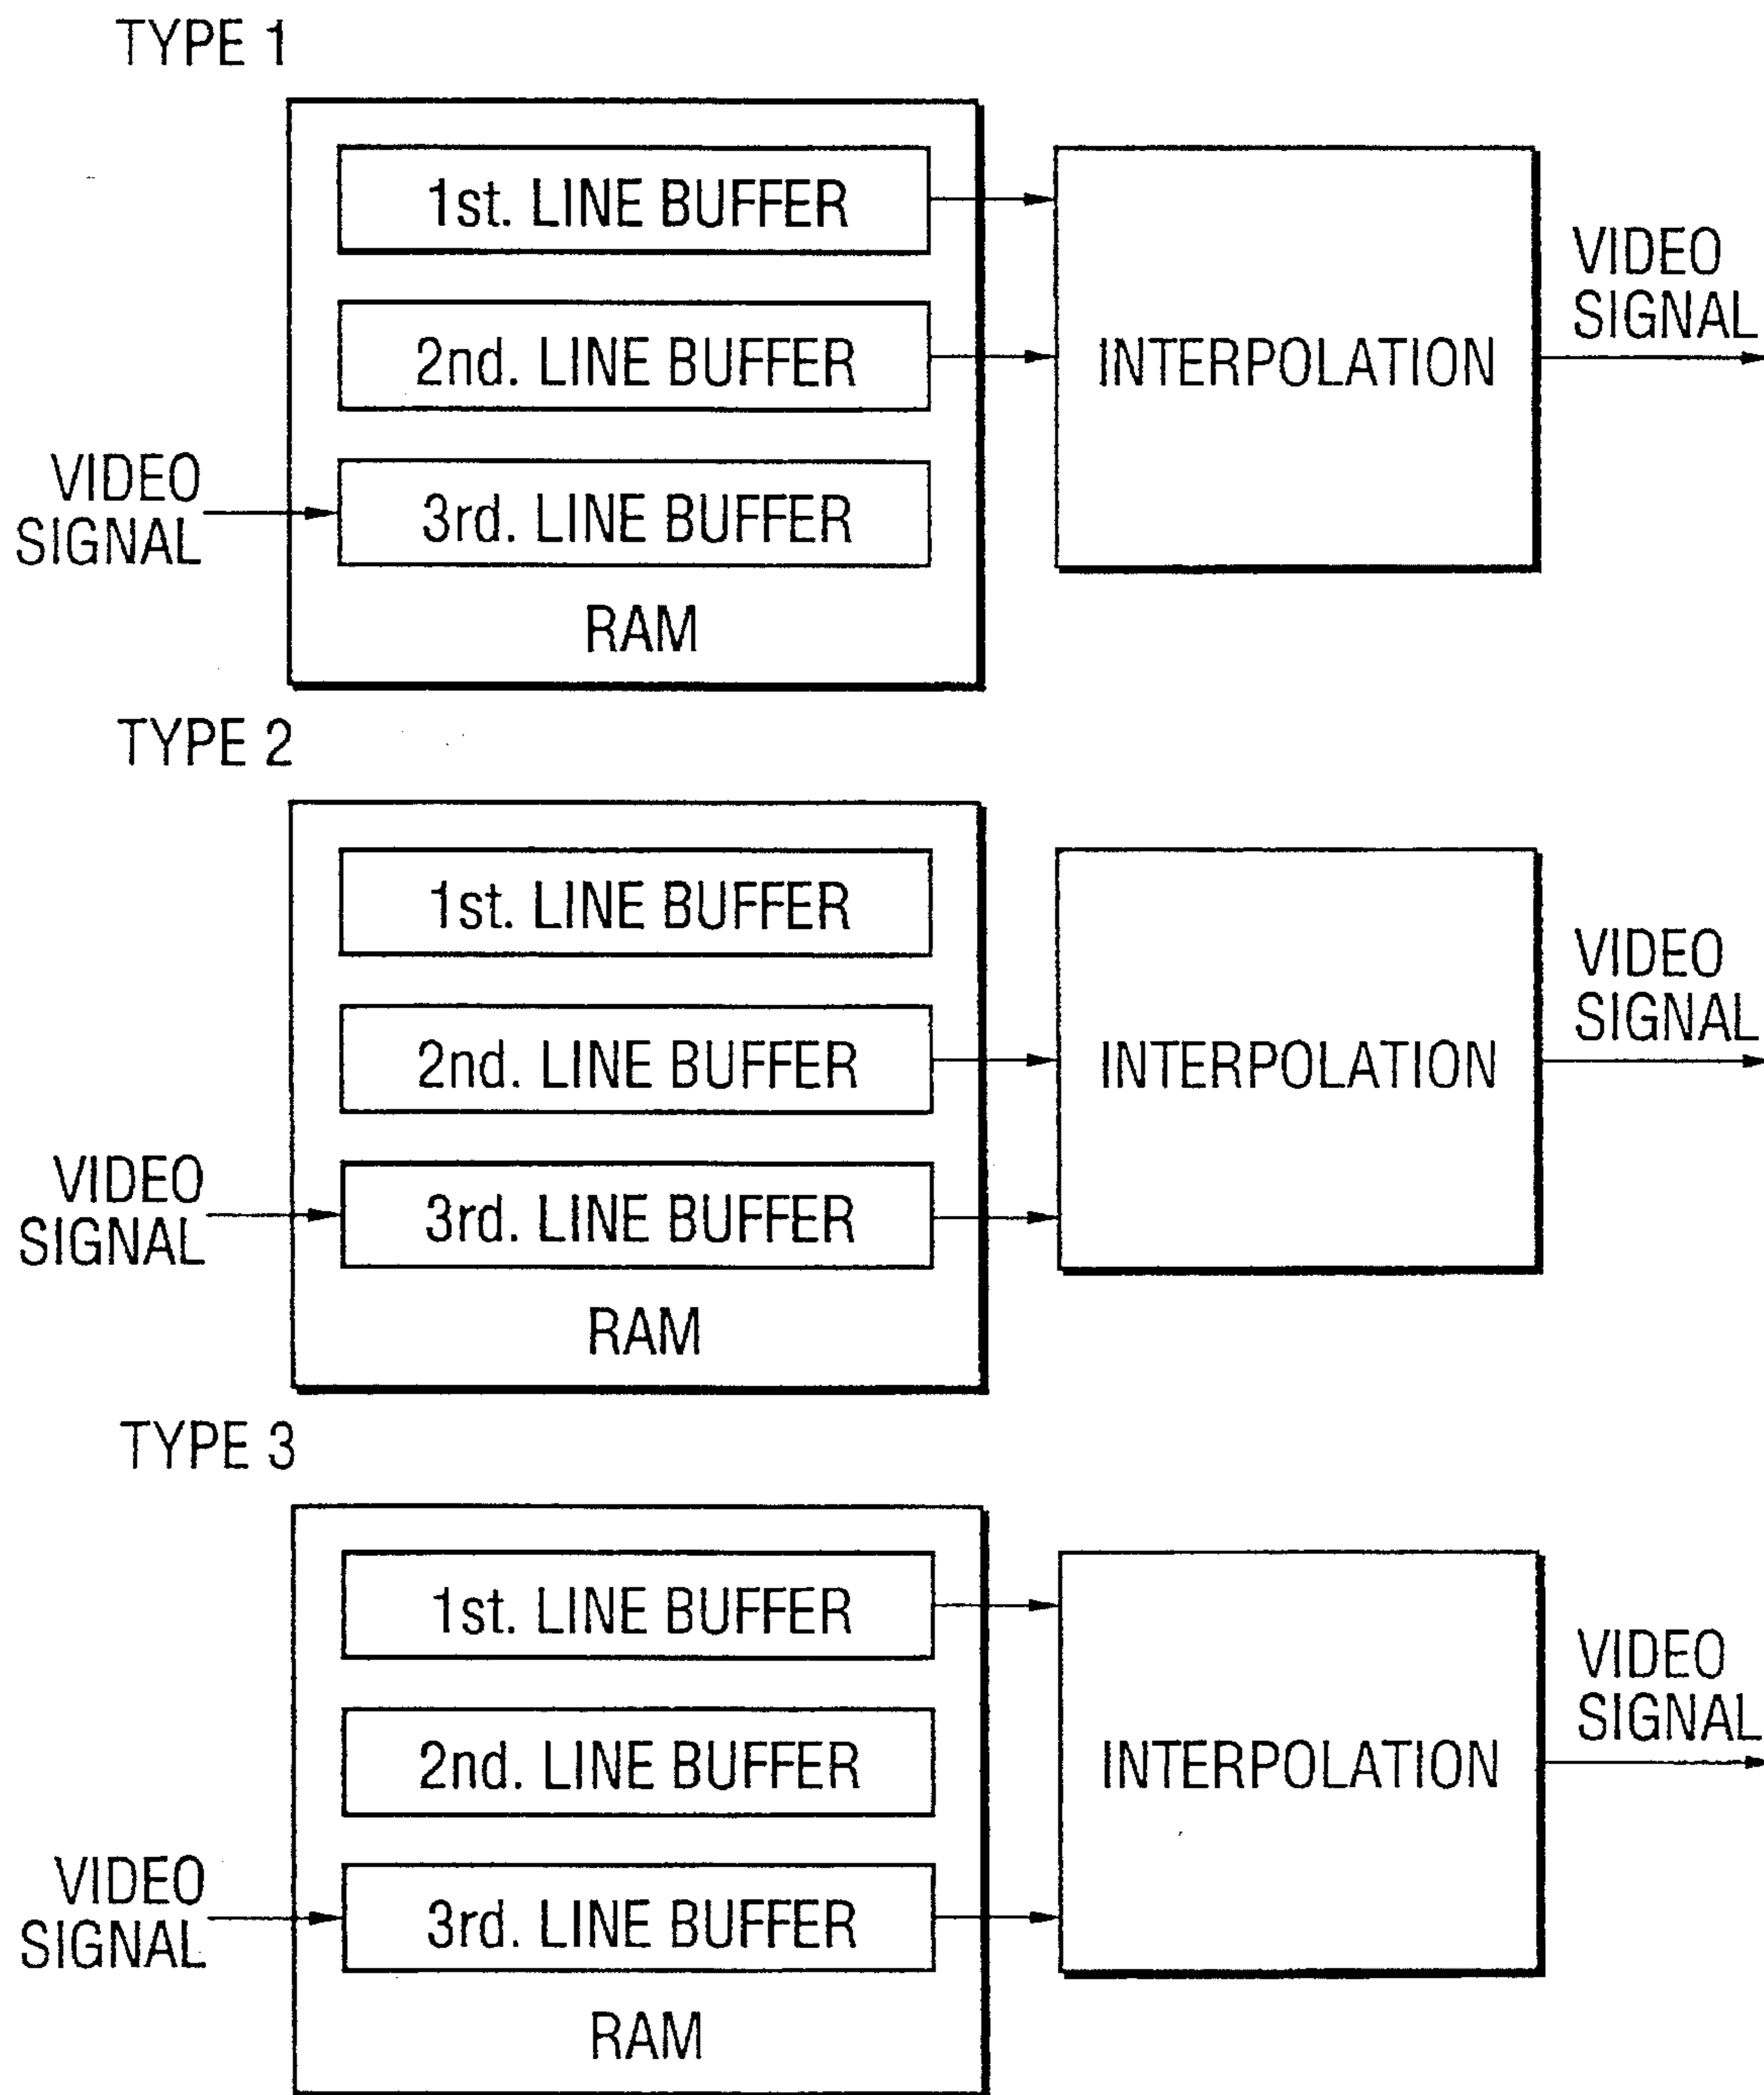 TYPE 1
1st. LINE BUFFER
2nd. LINE BUFFER
3rd. LINE BUFFER
RAM
VIDEO
SIGNAL
INTERPOLATION
VIDEO
SIGNAL
TYPE 2
1st. LINE BUFFER
2nd. LINE BUFFER
3rd. LINE BUFFER
RAM
VIDEO
SIGNAL
INTERPOLATION
VIDEO
SIGNAL
TYPE 3
1st. LINE BUFFER
2nd. LINE BUFFER
3rd. LINE BUFFER
RAM
VIDEO
SIGNAL
INTERPOLATION
VIDEO
SIGNAL